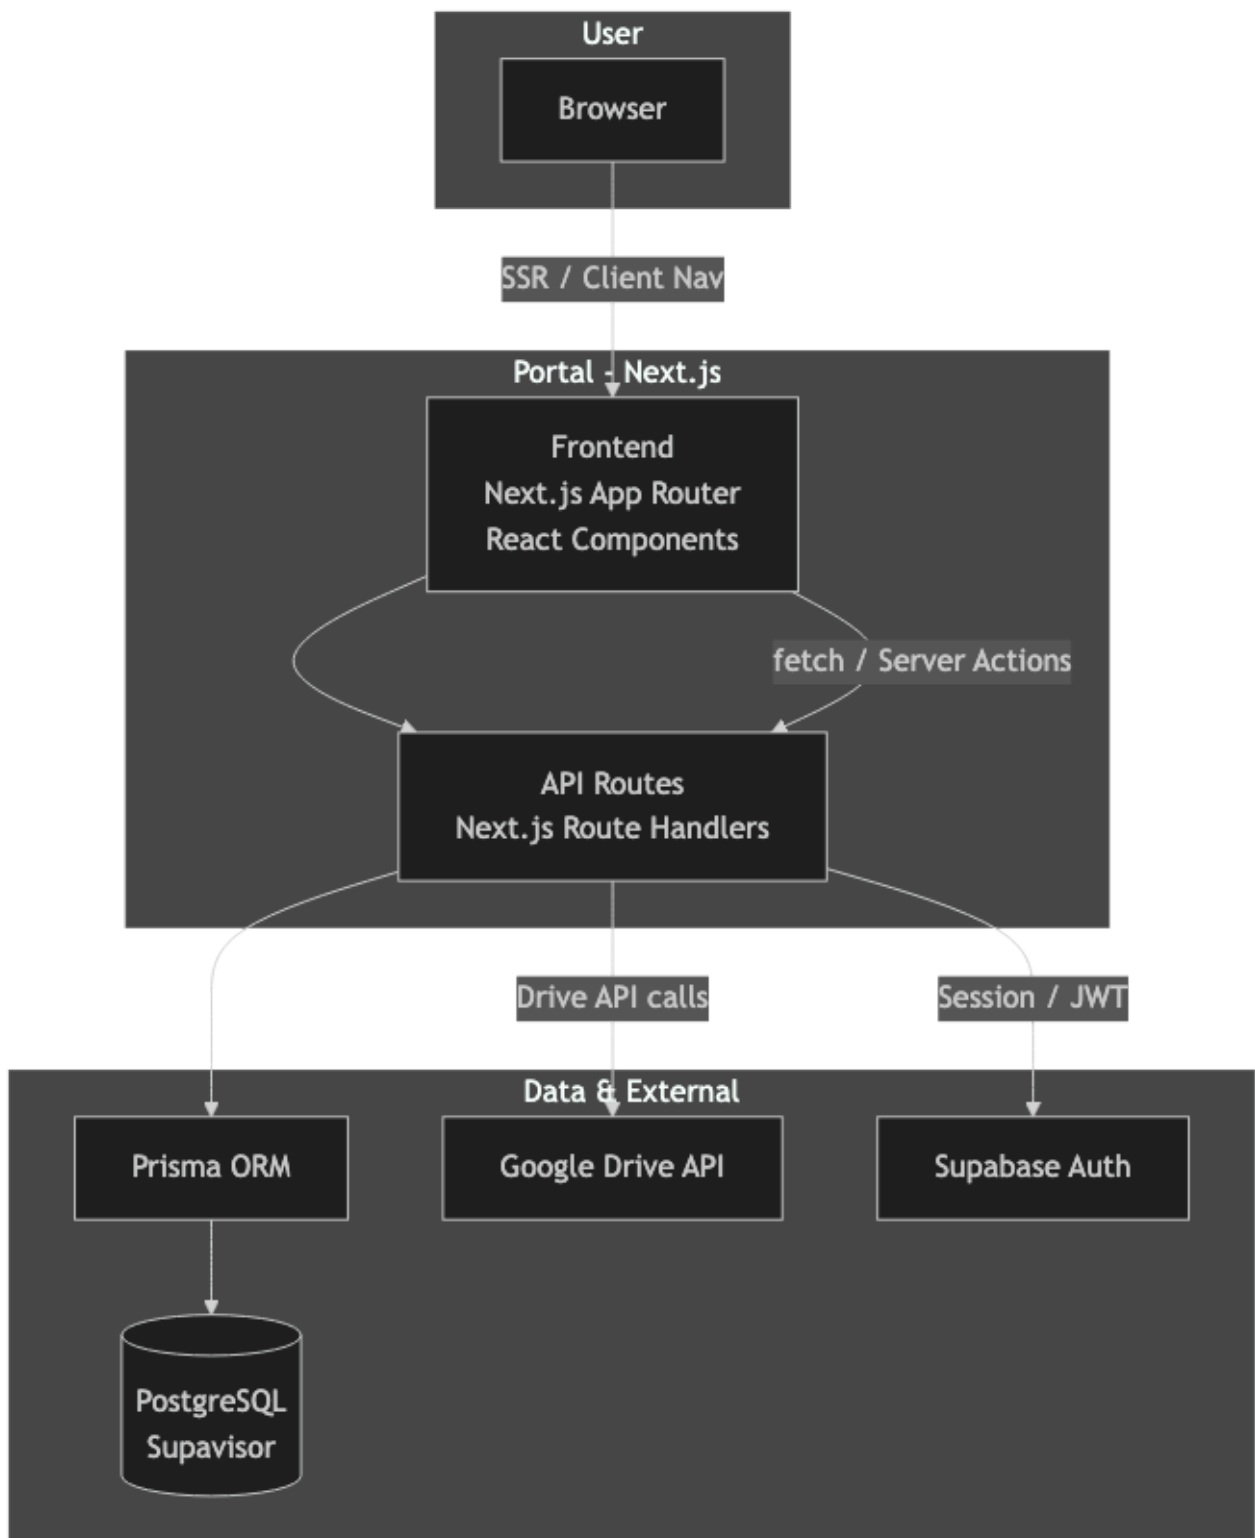 User
Browser
SSR / Client Nav
Portal - Next.js
Frontend
Next.js App Router
React Components
fetch / Server Actions
API Routes
Next.js Route Handlers
Drive API calls
Session / JWT
Data & External
Prisma ORM
Google Drive API
Supabase Auth
PostgreSQL
Supavisor